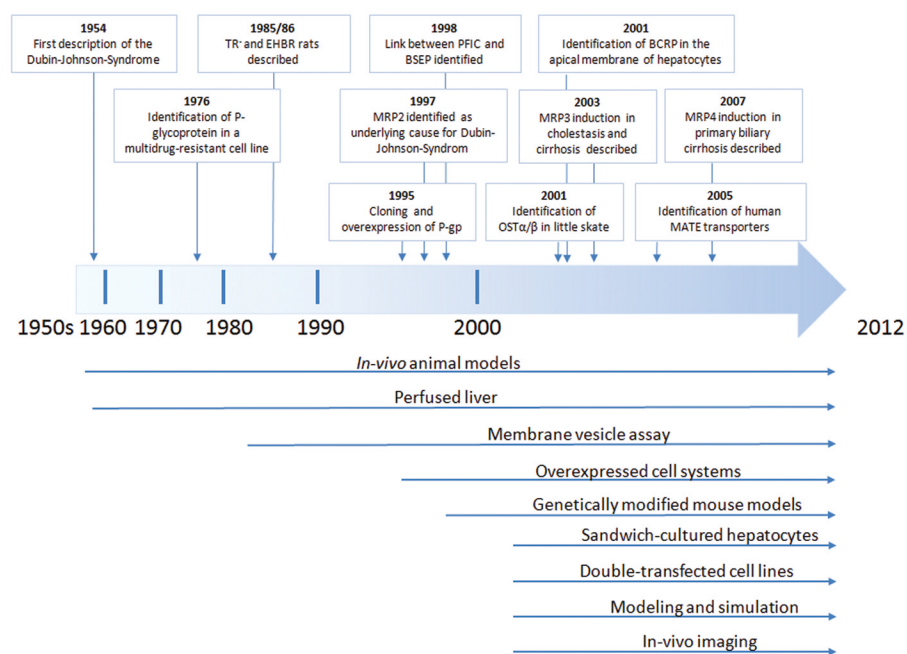 1954
First description of the
Dubin-Johnson-Syndrome
1985/86
TR- and EHBR rats
described
1998
Link between PFIC and
BSEP identified
2001
Identification of BCRP in the
apical membrane of hepatocytes
1976
Identification of P-
glycoprotein in a
multidrug-resistant cell line
1997
MRP2 identified as
underlying cause for Dubin-
Johnson-Syndrom
2003
MRP3 induction in
cholestasis and
cirrhosis described
2007
MRP4 induction in
primary biliary
cirrhosis described
1995
Cloning and
overexpression of P-gp
2001
Identification of
OSTα/β in little skate
2005
Identification of human
MATE transporters
1950s 1960 1970 1980 1990 2000 2012
In-vivo animal models
Perfused liver
Membrane vesicle assay
Overexpressed cell systems
Genetically modified mouse models
Sandwich-cultured hepatocytes
Double-transfected cell lines
Modeling and simulation
In-vivo imaging